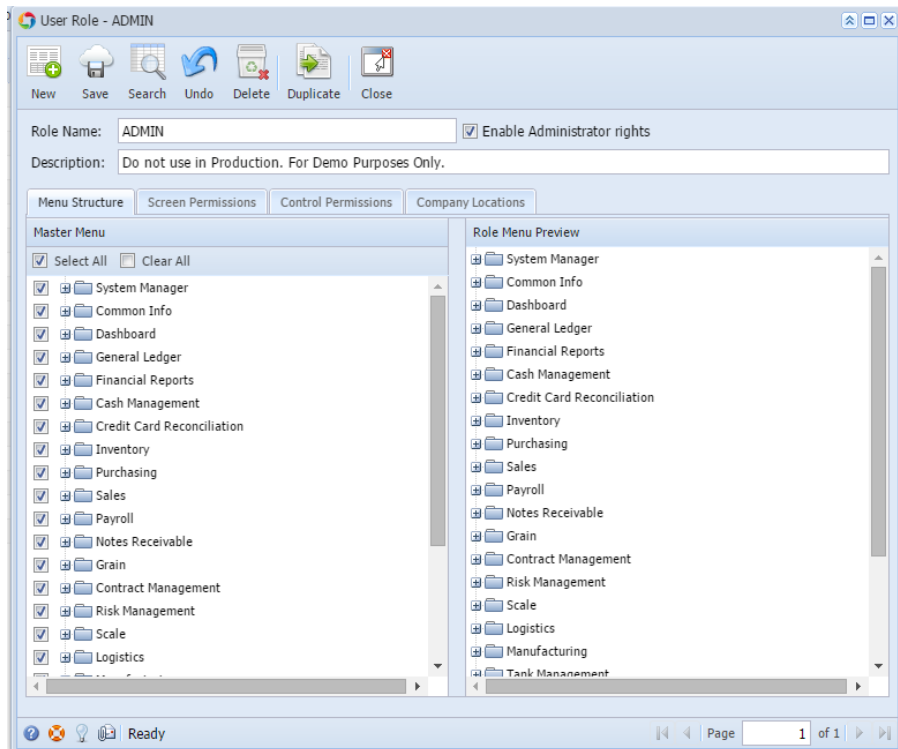 User Role - ADMIN
New Save Search Undo Delete Duplicate Close
Role Name: ADMIN Enable Administrator rights
Description: Do not use in Production. For Demo Purposes Only.
Menu Structure Screen Permissions Control Permissions Company Locations
Master Menu
Select All Clear All
System Manager
Common Info
Dashboard
General Ledger
Financial Reports
Cash Management
Credit Card Reconciliation
Inventory
Purchasing
Sales
Payroll
Notes Receivable
Grain
Contract Management
Risk Management
Scale
Logistics
Role Menu Preview
System Manager
Common Info
Dashboard
General Ledger
Financial Reports
Cash Management
Credit Card Reconciliation
Inventory
Purchasing
Sales
Payroll
Notes Receivable
Grain
Contract Management
Risk Management
Scale
Logistics
Manufacturing
Tank Management
Ready Page 1 of 1